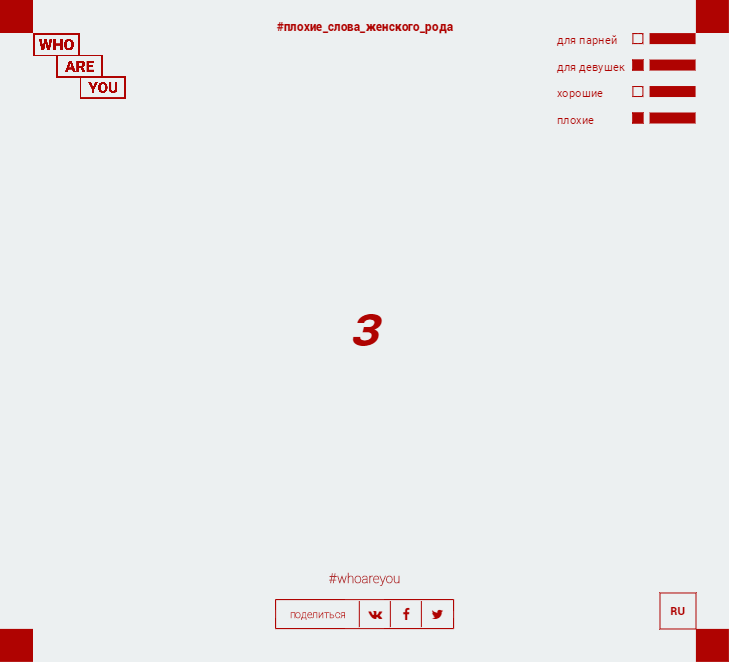 #плохие_слова_женского_рода
WHO
ARE
YOU
для парней
для девушек
хорошие
плохие
3
#whoareyou
поделиться
RU